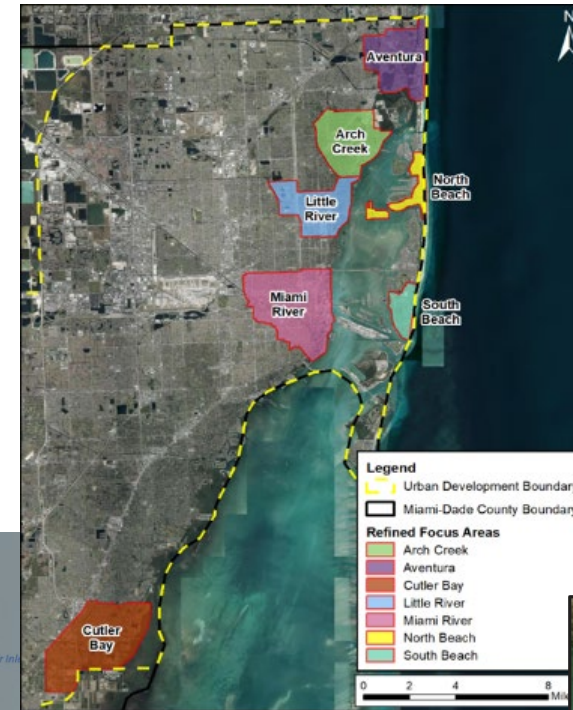 N
Aventura
Arch
Creek
North
Beach
Little
River
Miami
River
South
Beach
Cutler
Bay
Legend
Urban Development Boundary
Miami-Dade County Boundary
Refined Focus Areas
Arch Creek
Aventura
Cutler Bay
Little River
Miami River
North Beach
South Beach
0 2 4 8